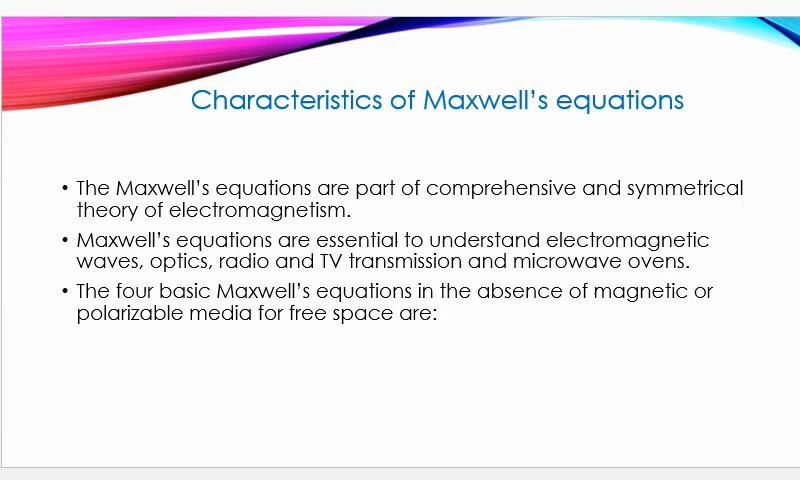 Characteristics of Maxwell's equations
• The Maxwell's equations are part of comprehensive and symmetrical
theory of electromagnetism.
• Maxwell's equations are essential to understand electromagnetic
waves, optics, radio and TV transmission and microwave ovens.
• The four basic Maxwell's equations in the absence of magnetic or
polarizable media for free space are: